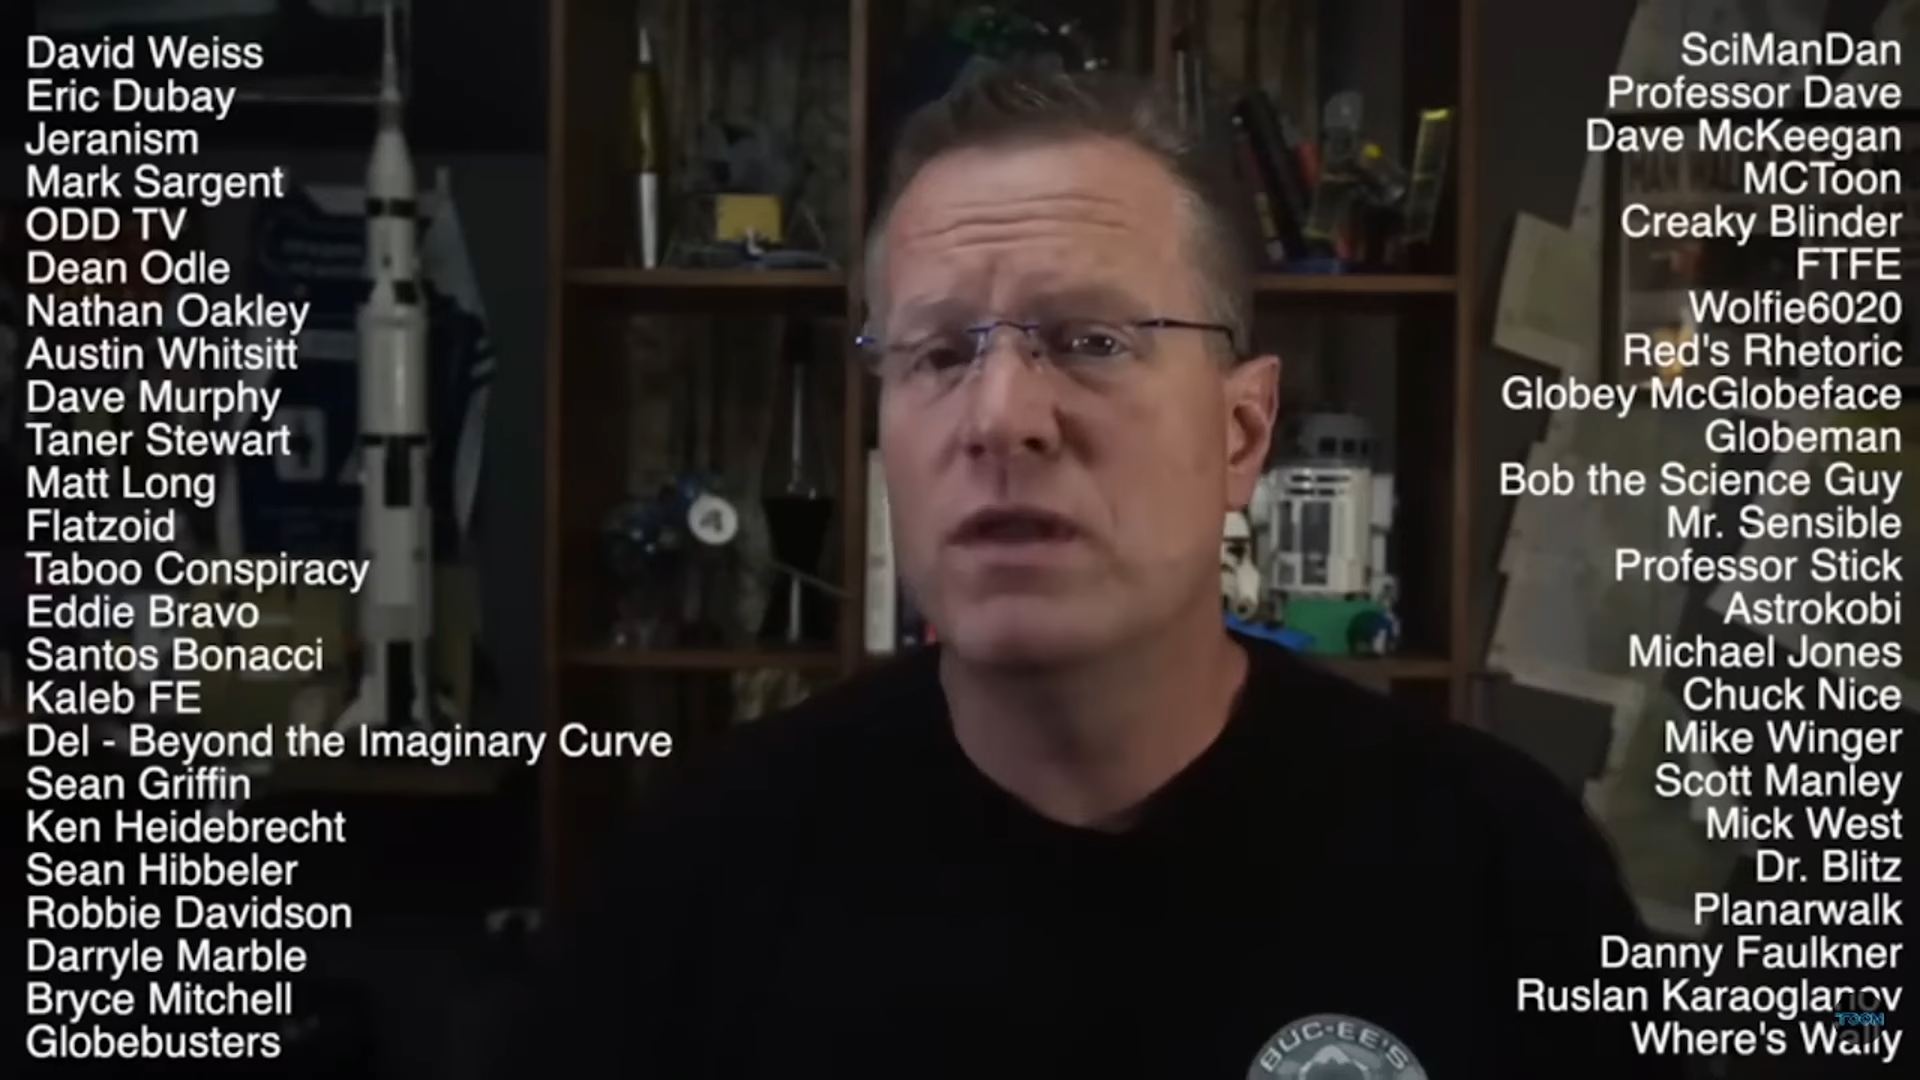 David Weiss
Eric Dubay
Jeranism
Mark Sargent
ODD TV
Dean Odle
Nathan Oakley
Austin Whitsitt
Dave Murphy
Taner Stewart
Matt Long
Flatzoid
Taboo Conspiracy
Eddie Bravo
Santos Bonacci
Kaleb FE
Del - Beyond the Imaginary Curve
Sean Griffin
Ken Heidebrecht
Sean Hibbeler
Robbie Davidson
Darryle Marble
Bryce Mitchell
Globebusters
SciManDan
Professor Dave
Dave McKeegan
MCToon
Creaky Blinder
FTFE
Wolfie6020
Red's Rhetoric
Globey McGlobeface
Globeman
Bob the Science Guy
Mr. Sensible
Professor Stick
Astrokobi
Michael Jones
Chuck Nice
Mike Winger
Scott Manley
Mick West
Dr. Blitz
Planarwalk
Danny Faulkner
Ruslan Karaoglanov
Where's Wally
TOON
BUC-EE'S
4